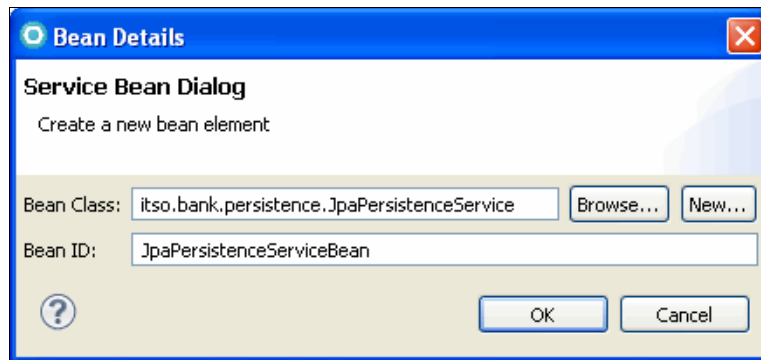 Bean Details
Service Bean Dialog
Create a new bean element
Bean Class: itso.bank.persistence.JpaPersistenceService Browse... New...
Bean ID: JpaPersistenceServiceBean
? OK Cancel